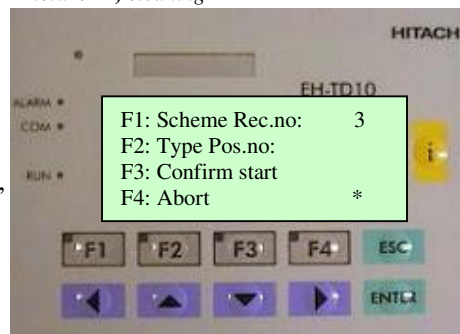 HITACH
EH-TD10
ALARM
COM
F1: Scheme Rec.no: 3
F2: Type Pos.no:
F3: Confirm start
F4: Abort *
i
RUN
,
F1 F2 F3 F4 ESC
ENTER